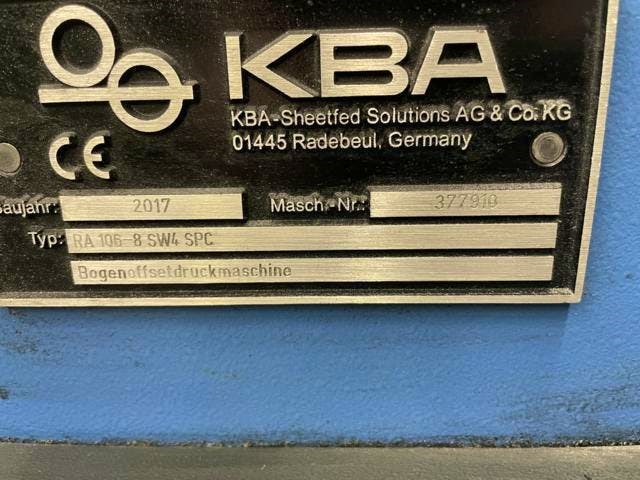 KBA
KBA-Sheetfed Solutions AG & Co. KG
01445 Radebeul, Germany
CE
Baujahr: 2017 Masch.-Nr.: 377910
Typ: RA 106-8 SW4 SPC
Bogenoffsetdruckmaschine